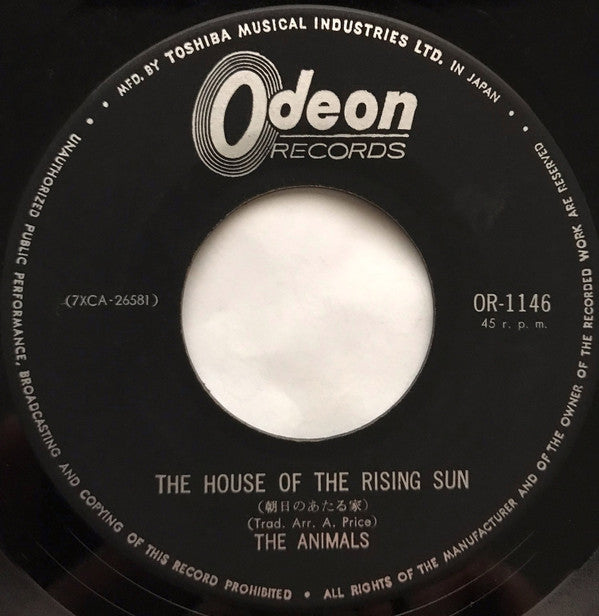 MFD. BY TOSHIBA MUSICAL INDUSTRIES LTD. IN JAPAN
Odeon
RECORDS
(7XCA-26581)
OR-1146
45 r. p. m.
THE HOUSE OF THE RISING SUN
(朝日のあたる家)
(Trad. Arr. A. Price)
THE ANIMALS
UNAUTHORIZED PUBLIC PERFORMANCE, BROADCASTING AND COPYING OF THIS RECORD PROHIBITED • ALL RIGHTS OF THE MANUFACTURER AND OF THE OWNER OF THE RECORDED WORK ARE RESERVED